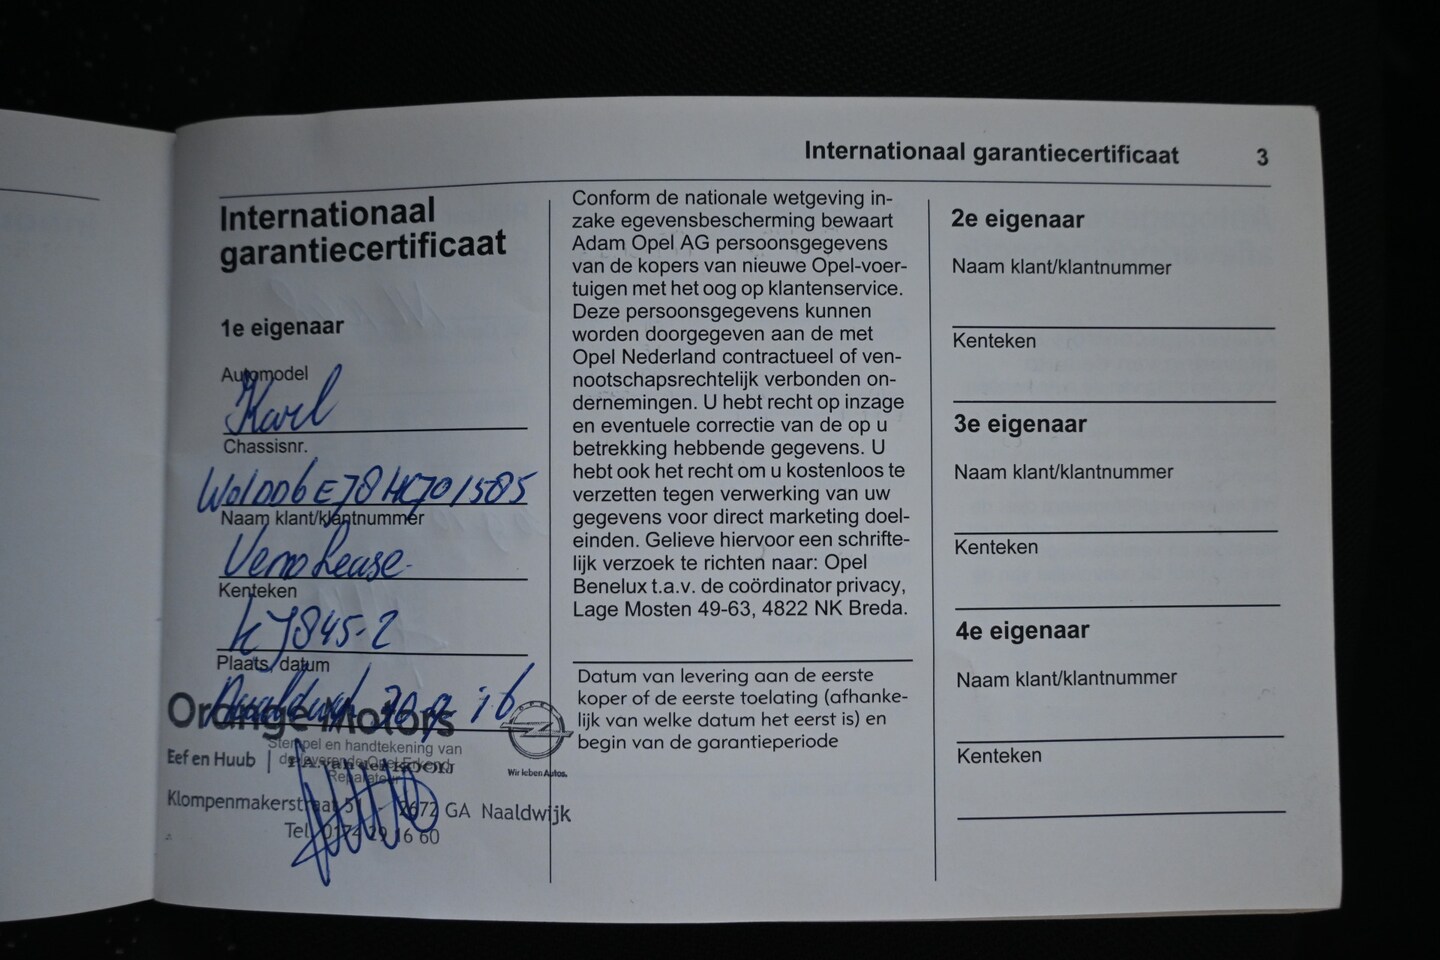 Internationaal garantiecertificaat 3
Internationaal
garantiecertificaat
1e eigenaar
Automodel
Karl
Chassisnr.
W0L0D6E78HC701585
Naam klant/klantnummer
Lease
Kenteken
Plaats/datum
Naaldwijk
Orange Motors
Stempel en handtekening van
de leverende Opel Erkend
Reparateur
Eef en Huub
Wir leben Autos.
Klompenmakerstraat 51 - 2672 GA Naaldwijk
Tel. 0174 29 16 60
Conform de nationale wetgeving in-
zake egevensbescherming bewaart
Adam Opel AG persoonsgegevens
van de kopers van nieuwe Opel-voer-
tuigen met het oog op klantenservice.
Deze persoonsgegevens kunnen
worden doorgegeven aan de met
Opel Nederland contractueel of ven-
nootschapsrechtelijk verbonden on-
dernemingen. U hebt recht op inzage
en eventuele correctie van de op u
betrekking hebbende gegevens. U
hebt ook het recht om u kostenloos te
verzetten tegen verwerking van uw
gegevens voor direct marketing doel-
einden. Gelieve hiervoor een schrifte-
lijk verzoek te richten naar: Opel
Benelux t.a.v. de coördinator privacy,
Lage Mosten 49-63, 4822 NK Breda.
Datum van levering aan de eerste
koper of de eerste toelating (afhanke-
lijk van welke datum het eerst is) en
begin van de garantieperiode
2e eigenaar
Naam klant/klantnummer
Kenteken
3e eigenaar
Naam klant/klantnummer
Kenteken
4e eigenaar
Naam klant/klantnummer
Kenteken